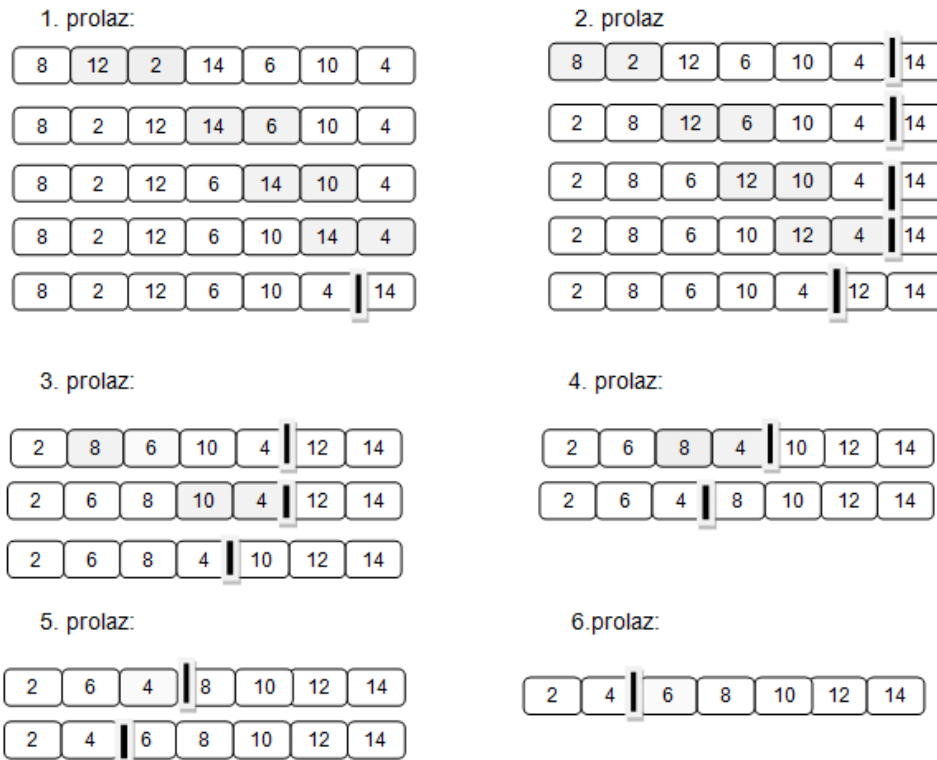 1. prolaz:
8 12 2 14 6 10 4
8 2 12 14 6 10 4
8 2 12 6 14 10 4
8 2 12 6 10 14 4
8 2 12 6 10 4 14
2. prolaz
8 2 12 6 10 4 14
2 8 12 6 10 4 14
2 8 6 12 10 4 14
2 8 6 10 12 4 14
2 8 6 10 4 12 14
3. prolaz:
2 8 6 10 4 12 14
2 6 8 10 4 12 14
2 6 8 4 10 12 14
4. prolaz:
2 6 8 4 10 12 14
2 6 4 8 10 12 14
5. prolaz:
2 6 4 8 10 12 14
2 4 6 8 10 12 14
6.prolaz:
2 4 6 8 10 12 14